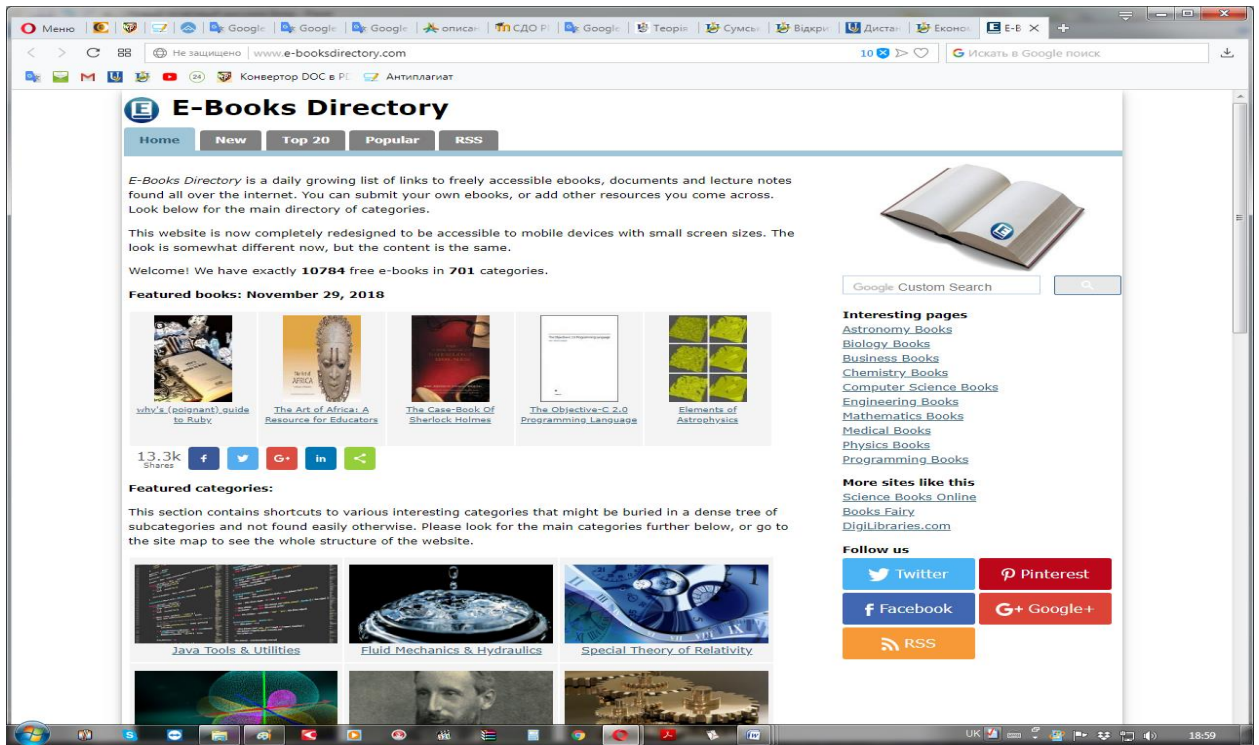 Меню
Google
Google
Google
описан
СДО РІ
Google
Теорія
Сумсы
Відкри
Дистан
Економ
E-B
Не защищено www.e-booksdirectory.com
10
Искать в Google поиск
24
Конвертор DOC в PD
Антиплагиат
E-Books Directory
Home
New
Top 20
Popular
RSS
E-Books Directory is a daily growing list of links to freely accessible ebooks, documents and lecture notes
found all over the internet. You can submit your own ebooks, or add other resources you come across.
Look below for the main directory of categories.
This website is now completely redesigned to be accessible to mobile devices with small screen sizes. The
look is somewhat different now, but the content is the same.
Welcome! We have exactly 10784 free e-books in 701 categories.
Featured books: November 29, 2018
why's (poignant) guide
to Ruby
The Art of Africa: A
Resource for Educators
The Case-Book Of
Sherlock Holmes
The Objective-C 2.0
Programming Language
Elements of
Astrophysics
13.3k
Shares
Featured categories:
This section contains shortcuts to various interesting categories that might be buried in a dense tree of
subcategories and not found easily otherwise. Please look for the main categories further below, or go to
the site map to see the whole structure of the website.
Java Tools & Utilities
Fluid Mechanics & Hydraulics
Special Theory of Relativity
Google Custom Search
Interesting pages
Astronomy Books
Biology Books
Business Books
Chemistry Books
Computer Science Books
Engineering Books
Mathematics Books
Medical Books
Physics Books
Programming Books
More sites like this
Science Books Online
Books Fairy
DigiLibraries.com
Follow us
Twitter
Pinterest
Facebook
G+ Google+
RSS
UK
18:59